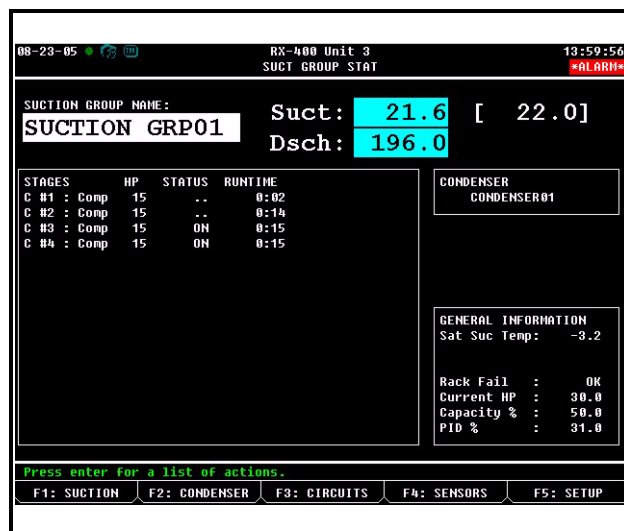 08-23-05 RX-400 Unit 3 13:59:56
SUCT GROUP STAT *ALARM*
SUCTION GROUP NAME:
SUCTION GRP01
Suct: 21.6 [ 22.0]
Dsch: 196.0
STAGES HP STATUS RUNTIME
C #1 : Comp 15 .. 0:02
C #2 : Comp 15 .. 0:14
C #3 : Comp 15 ON 0:15
C #4 : Comp 15 ON 0:15
CONDENSER
CONDENSER01
GENERAL INFORMATION
Sat Suc Temp: -3.2
Rack Fail : OK
Current HP : 30.0
Capacity % : 50.0
PID % : 31.0
Press enter for a list of actions.
F1: SUCTION F2: CONDENSER F3: CIRCUITS F4: SENSORS F5: SETUP